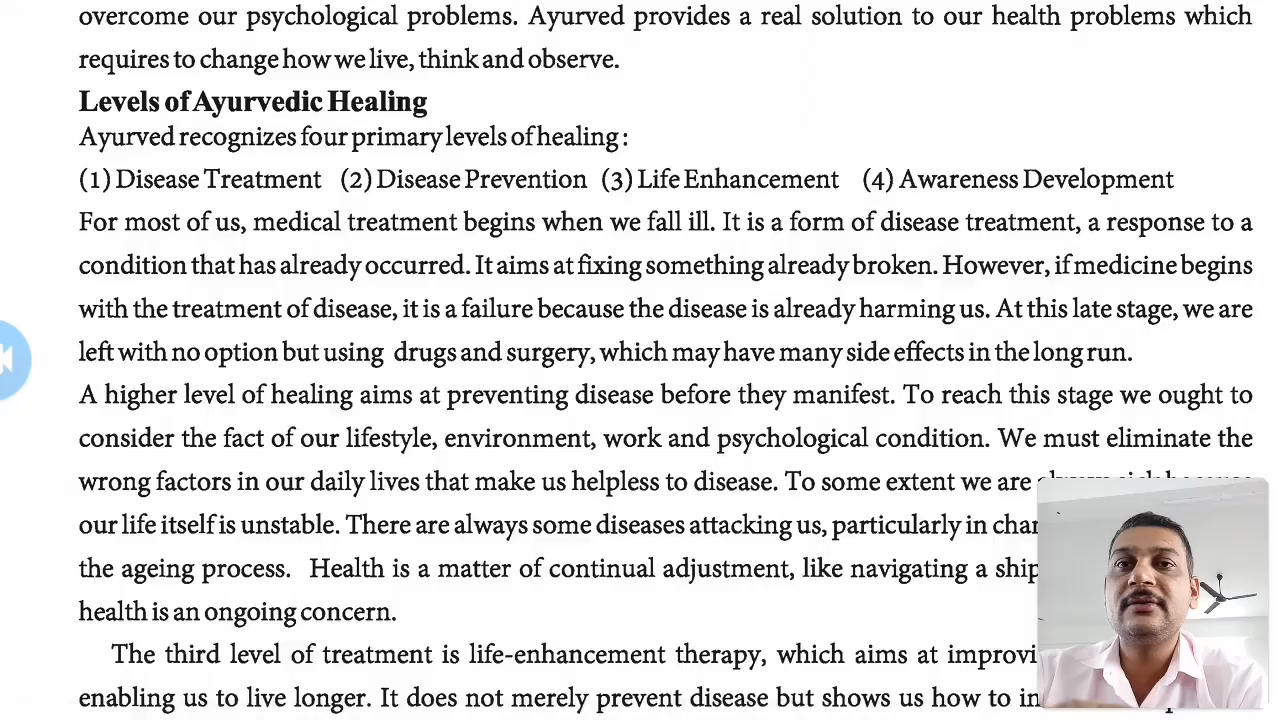 overcome our psychological problems. Ayurved provides a real solution to our health problems which
requires to change how we live, think and observe.
Levels of Ayurvedic Healing
Ayurved recognizes four primary levels of healing :
(1) Disease Treatment (2) Disease Prevention (3) Life Enhancement (4) Awareness Development
For most of us, medical treatment begins when we fall ill. It is a form of disease treatment, a response to a
condition that has already occurred. It aims at fixing something already broken. However, if medicine begins
with the treatment of disease, it is a failure because the disease is already harming us. At this late stage, we are
left with no option but using drugs and surgery, which may have many side effects in the long run.
A higher level of healing aims at preventing disease before they manifest. To reach this stage we ought to
consider the fact of our lifestyle, environment, work and psychological condition. We must eliminate the
wrong factors in our daily lives that make us helpless to disease. To some extent we are
our life itself is unstable. There are always some diseases attacking us, particularly in
the ageing process. Health is a matter of continual adjustment, like navigating a ship
health is an ongoing concern.
The third level of treatment is life-enhancement therapy, which aims at
enabling us to live longer. It does not merely prevent disease but shows us how to